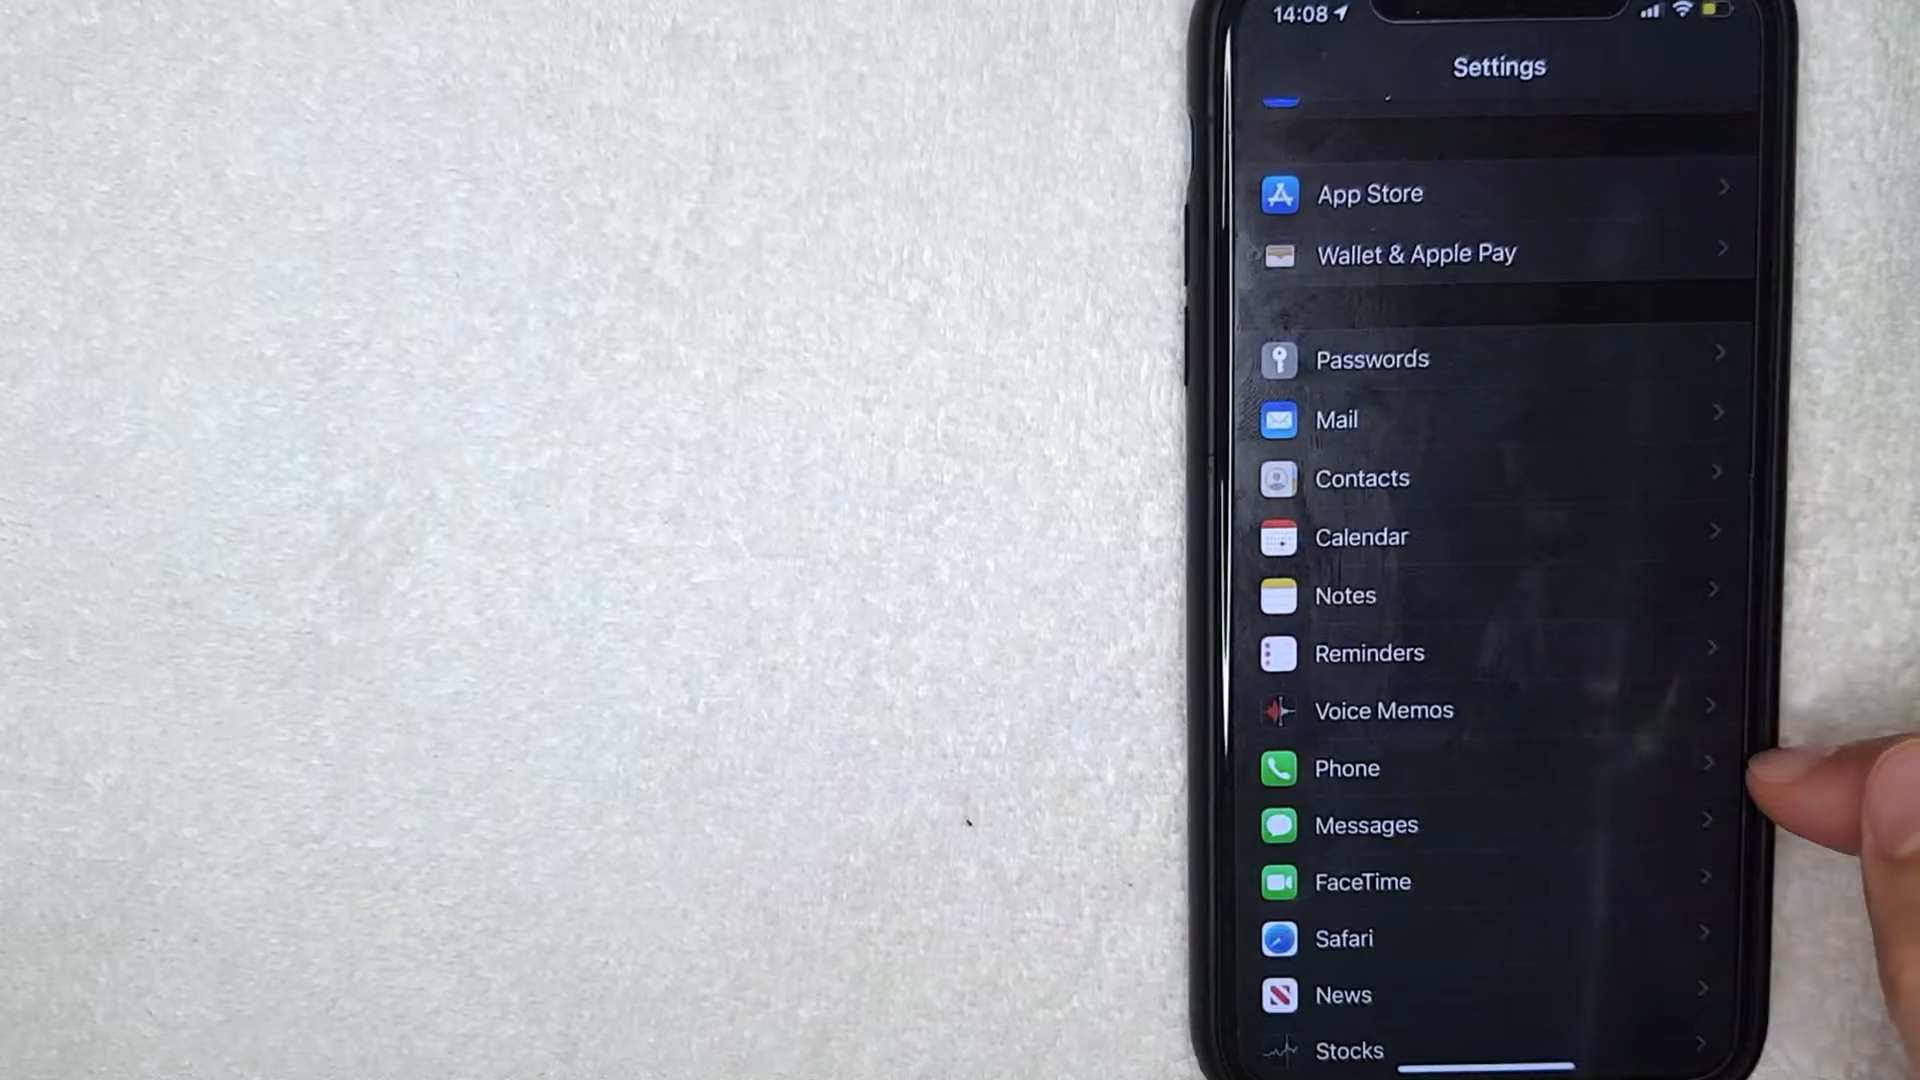 14:08
Settings
App Store
Wallet & Apple Pay
Passwords
Mail
Contacts
Calendar
Notes
Reminders
Voice Memos
Phone
Messages
FaceTime
Safari
News
Stocks